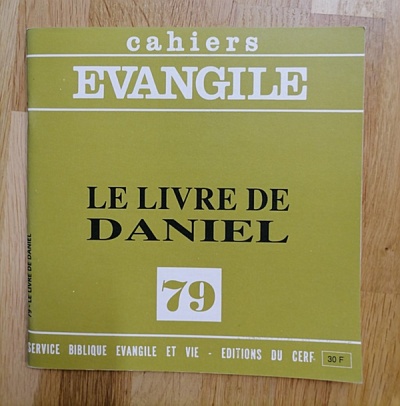 cahiers
EVANGILE
LE LIVRE DE
DANIEL
79
SERVICE BIBLIQUE EVANGILE ET VIE - EDITIONS DU CERF
30 F
79 - LE LIVRE DE DANIEL